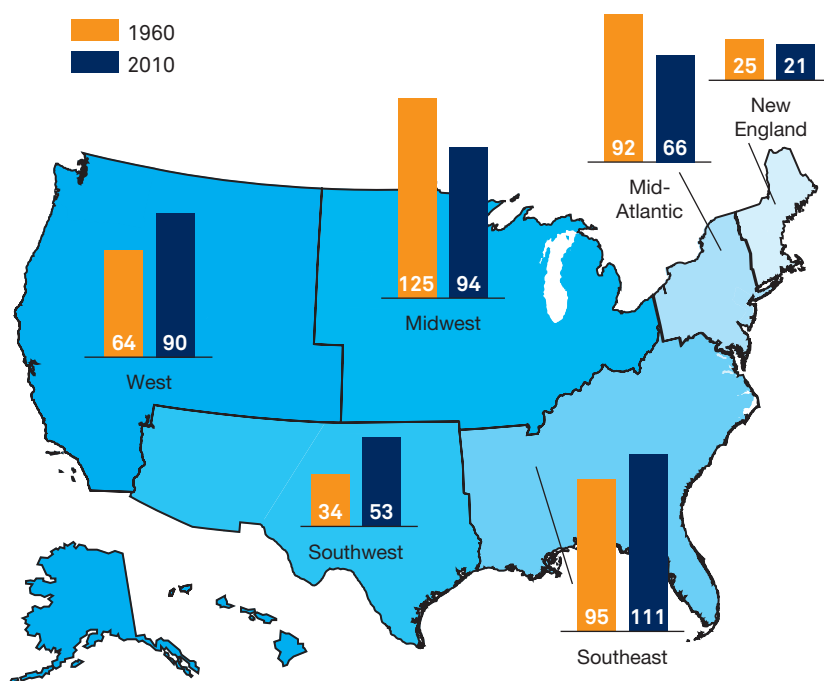 1960
2010
92
66
25
21
New
England
Mid-
Atlantic
125
94
Midwest
64
90
West
34
53
Southwest
95
111
Southeast